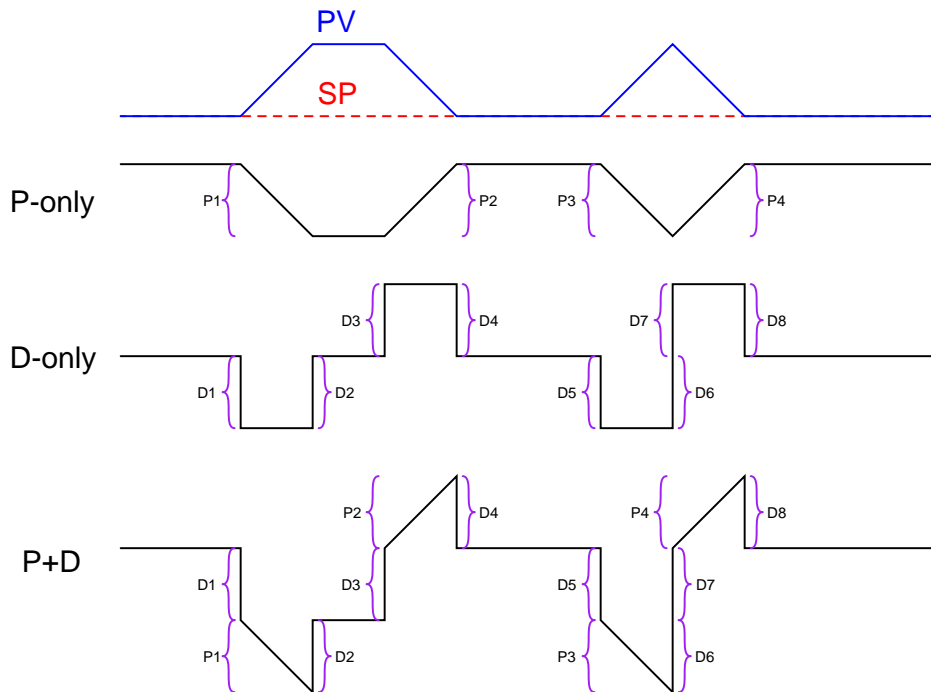 PV
SP
P-only
P1
P2
P3
P4
D-only
D3
D4
D7
D8
D1
D2
D5
D6
P+D
P2
D4
P4
D8
D1
D3
D5
D7
P1
D2
P3
D6